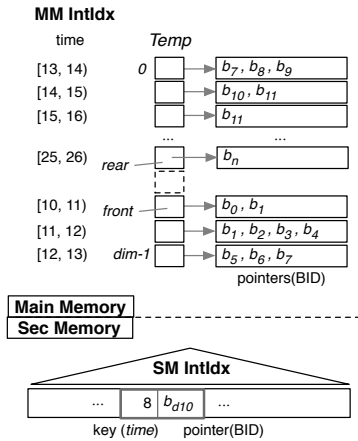 MM IntIdx
time Temp
[13, 14) 0 b7 , b8 , b9
[14, 15) b10 , b11
[15, 16) b11
... ...
[25, 26) rear bn
[10, 11) front b0 , b1
[11, 12) b1 , b2 , b3 , b4
[12, 13) dim-1 b5 , b6 , b7
pointers(BID)
Main Memory
Sec Memory
SM IntIdx
... 8 bd10 ...
key (time) pointer(BID)